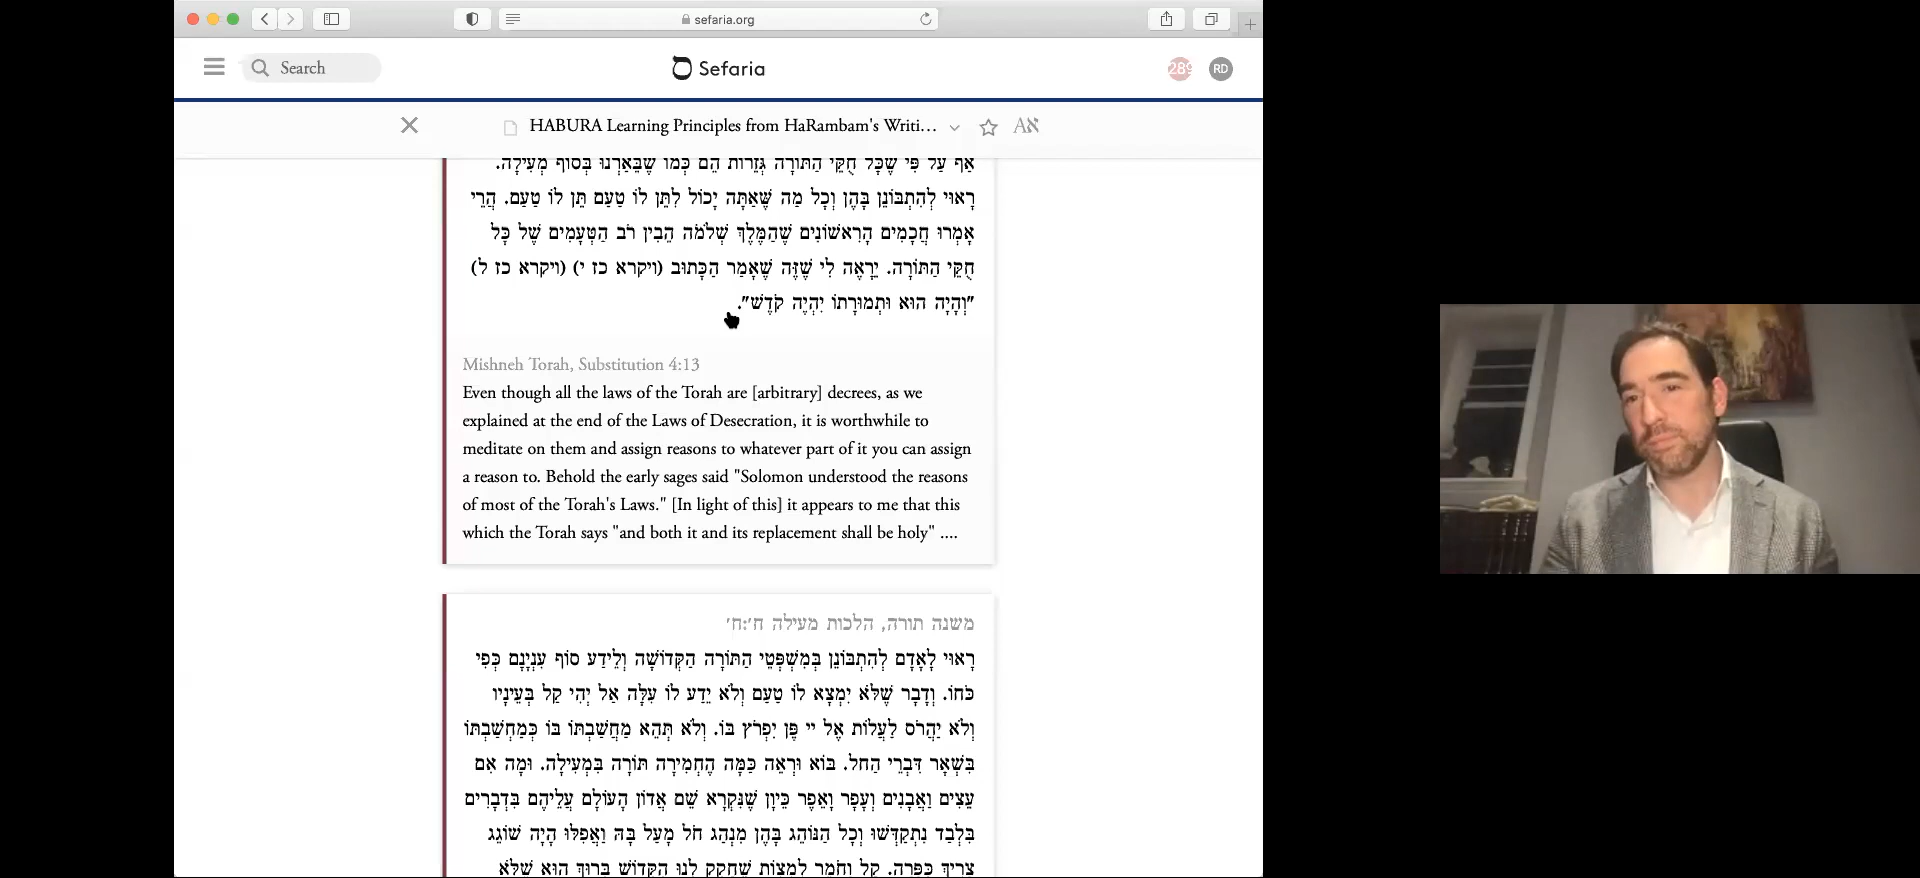 sefaria.org
Search
Sefaria
289
RD
HABURA Learning Principles from HaRambam's Writi…
Aא
אַף עַל פִּי שֶׁכָּל חֻקֵּי הַתּוֹרָה גְּזֵרוֹת הֵם כְּמוֹ שֶׁבֵּאַרְנוּ בְּסוֹף מְעִילָה.
רָאוּי לְהִתְבּוֹנֵן בָּהֶן וְכָל מַה שֶּׁאַתָּה יָכוֹל לִתֵּן לוֹ טַעַם תֵּן לוֹ טַעַם. הֲרֵי
אָמְרוּ חֲכָמִים הָרִאשׁוֹנִים שֶׁהַמֶּלֶךְ שְׁלֹמֹה הֵבִין רֹב הַטְּעָמִים שֶׁל כָּל
חֻקֵּי הַתּוֹרָה. יֵרָאֶה לִי שֶׁזֶּה שֶׁאָמַר הַכָּתוּב (ויקרא כז י) (ויקרא כז ל)
"וְהָיָה הוּא וּתְמוּרָתוֹ יִהְיֶה קֹּדֶשׁ".
Mishneh Torah, Substitution 4:13
Even though all the laws of the Torah are [arbitrary] decrees, as we
explained at the end of the Laws of Desecration, it is worthwhile to
meditate on them and assign reasons to whatever part of it you can assign
a reason to. Behold the early sages said "Solomon understood the reasons
of most of the Torah's Laws." [In light of this] it appears to me that this
which the Torah says "and both it and its replacement shall be holy" ....
משנה תורה, הלכות מעילה ח׳:ח׳
רָאוּי לָאָדָם לְהִתְבּוֹנֵן בְּמִשְׁפְּטֵי הַתּוֹרָה הַקְּדוֹשָׁה וְלֵידַע סוֹף עִנְיָנָם כְּפִי
כֹּחוֹ. וְדָבָר שֶׁלֹּא יִמְצָא לוֹ טַעַם וְלֹא יֵדַע לוֹ עִלָּה אַל יְהִי קַל בְּעֵינָיו
וְלֹא יַהֲרֹס לַעֲלוֹת אֶל יי פֶּן יִפְרֹץ בּוֹ. וְלֹא תְּהֵא מַחֲשַׁבְתּוֹ בּוֹ כְּמַחְשַׁבְתּוֹ
בִּשְׁאָר דִּבְרֵי הַחל. בּוֹא וּרְאֵה כַּמָּה הֶחְמִירָה תּוֹרָה בִּמְעִילָה. וּמָה אִם
עֵצִים וַאֲבָנִים וְעָפָר וָאֵפֶר כֵּיוָן שֶׁנִּקְרָא שֵׁם אֲדוֹן הָעוֹלָם עֲלֵיהֶם בִּדְבָרִים
בִּלְבַד נִתְקַדְּשׁוּ וְכָל הַנּוֹהֵג בָּהֶן מִנְהַג חֹל מָעַל בָּהּ וַאֲפִלּוּ הָיָה שׁוֹגֵג
צָרִיךְ כַּפָּרָה. קַל וָחֹמֶר לְמִצְוֹת שֶׁחָקַק לָנוּ הַקָּדוֹשׁ בָּרוּךְ הוּא שֶׁלֹּא